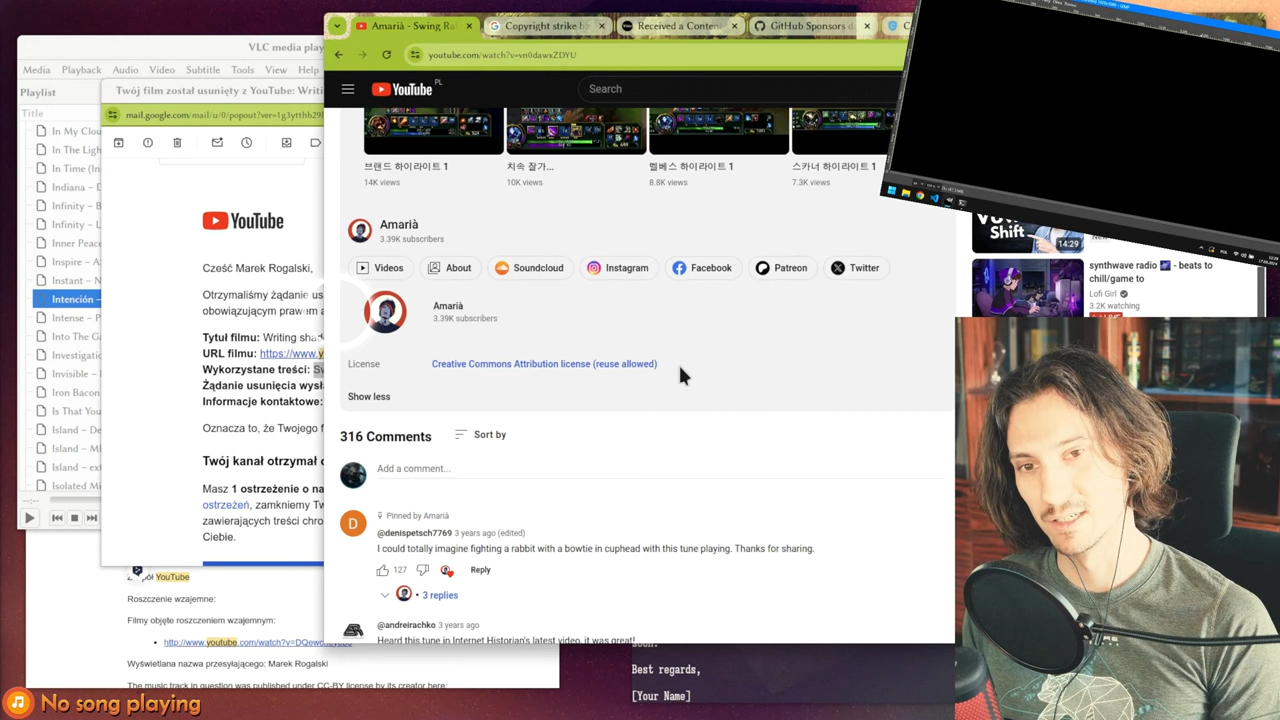 VLC media play
Media Playback Audio Video Subtitle Tools View Help
Playlist
Title
In My Clou
In The Light
In Time (In
Indiana –
Infinity –
Infinity –
Inner Peace
Inspire – A
Instant – N
Intención –
Intense – P
Into The Ga
Investigati
Invisible –
Iron Bacon
Is That You
Island – M
Island – D
Island – ext
Isolated Mi
Twój film został usunięty z YouTube: Writi
mail.google.com/mail/u/0/popout?ver=1g3ytthb29
YouTube
Cześć Marek Rogalski,
Otrzymaliśmy żądanie us
obowiązującym prawem a
Tytuł filmu: Writing sha
URL filmu: https://www.y
Wykorzystane treści: Sw
Żądanie usunięcia wysła
Informacje kontaktowe:
Oznacza to, że Twojego f
Twój kanał otrzymał o
Masz 1 ostrzeżenie o na
ostrzeżeń, zamkniemy Tw
zawierających treści chro
Ciebie.
YouTube
Roszczenie wzajemne:
Filmy objęte roszczeniem wzajemnym:
Wyświetlana nazwa przesyłającego: Marek Rogalski
The music track in question was published under CC-BY license by its creator here:
Amarià - Swing Ra
Copyright strike b
Received a Conten
GitHub Sponsors d
youtube.com/watch?v=vn0dawxZDYU
YouTube PL
Search
브랜드 하이라이트 1
14K views
치속 잘가...
10K views
벨베스 하이라이트 1
8.8K views
스카너 하이라이트 1
7.3K views
Amarià
3.39K subscribers
Videos About Soundcloud Instagram Facebook Patreon Twitter
Amarià
3.39K subscribers
License Creative Commons Attribution license (reuse allowed)
Show less
316 Comments Sort by
Add a comment...
Pinned by Amarià
@denispetsch7769 3 years ago (edited)
I could totally imagine fighting a rabbit with a bowtie in cuphead with this tune playing. Thanks for sharing.
127 Reply
3 replies
@andreirachko 3 years ago
Heard this tune in Internet Historian's latest video, it was great!
Shift
14:29
synthwave radio 🌌 - beats to
chill/game to
Lofi Girl
3.2K watching
Best regards,
[Your Name]
No song playing